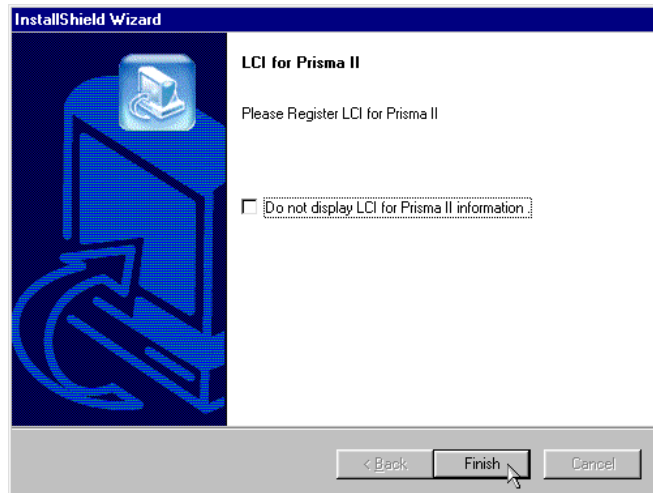 InstallShield Wizard
LCI for Prisma II
Please Register LCI for Prisma II
Do not display LCI for Prisma II information .
< Back
Finish
Cancel